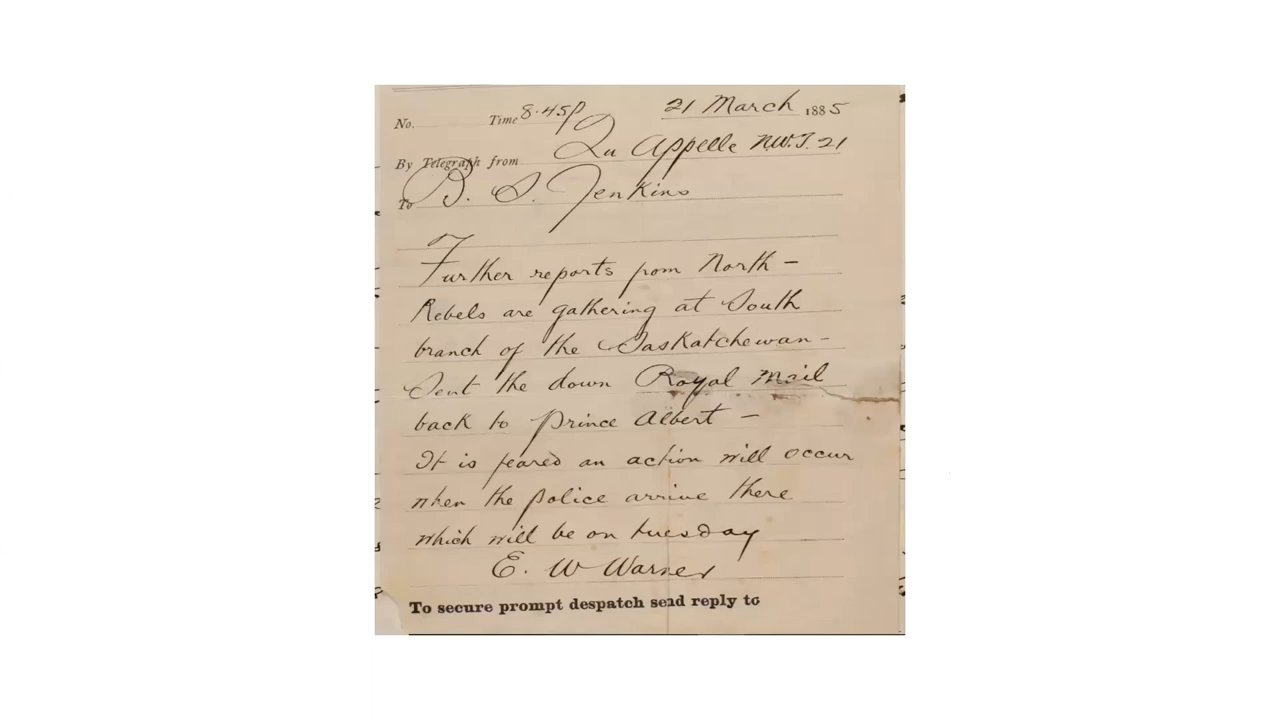 No. Time 8.45p 21 March 1885
By Telegraph from Qu Appelle N.W.T. 21
To B. S. Jenkins
Further reports from North -
Rebels are gathering at South
branch of the Saskatchewan -
Sent the down Royal Mail
back to Prince Albert -
It is feared an action will occur
when the police arrive there
which will be on tuesday
E. W Warner
To secure prompt despatch send reply to